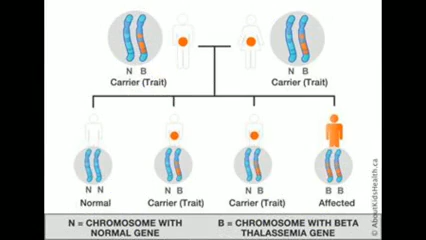 N B
N B
Carrier (Trait)
Carrier (Trait)
N N
N B
N B
B B
Normal
Carrier (Trait)
Carrier (Trait)
Affected
N = CHROMOSOME WITH
NORMAL GENE
B = CHROMOSOME WITH BETA
THALASSEMIA GENE
© AboutKidsHealth.ca